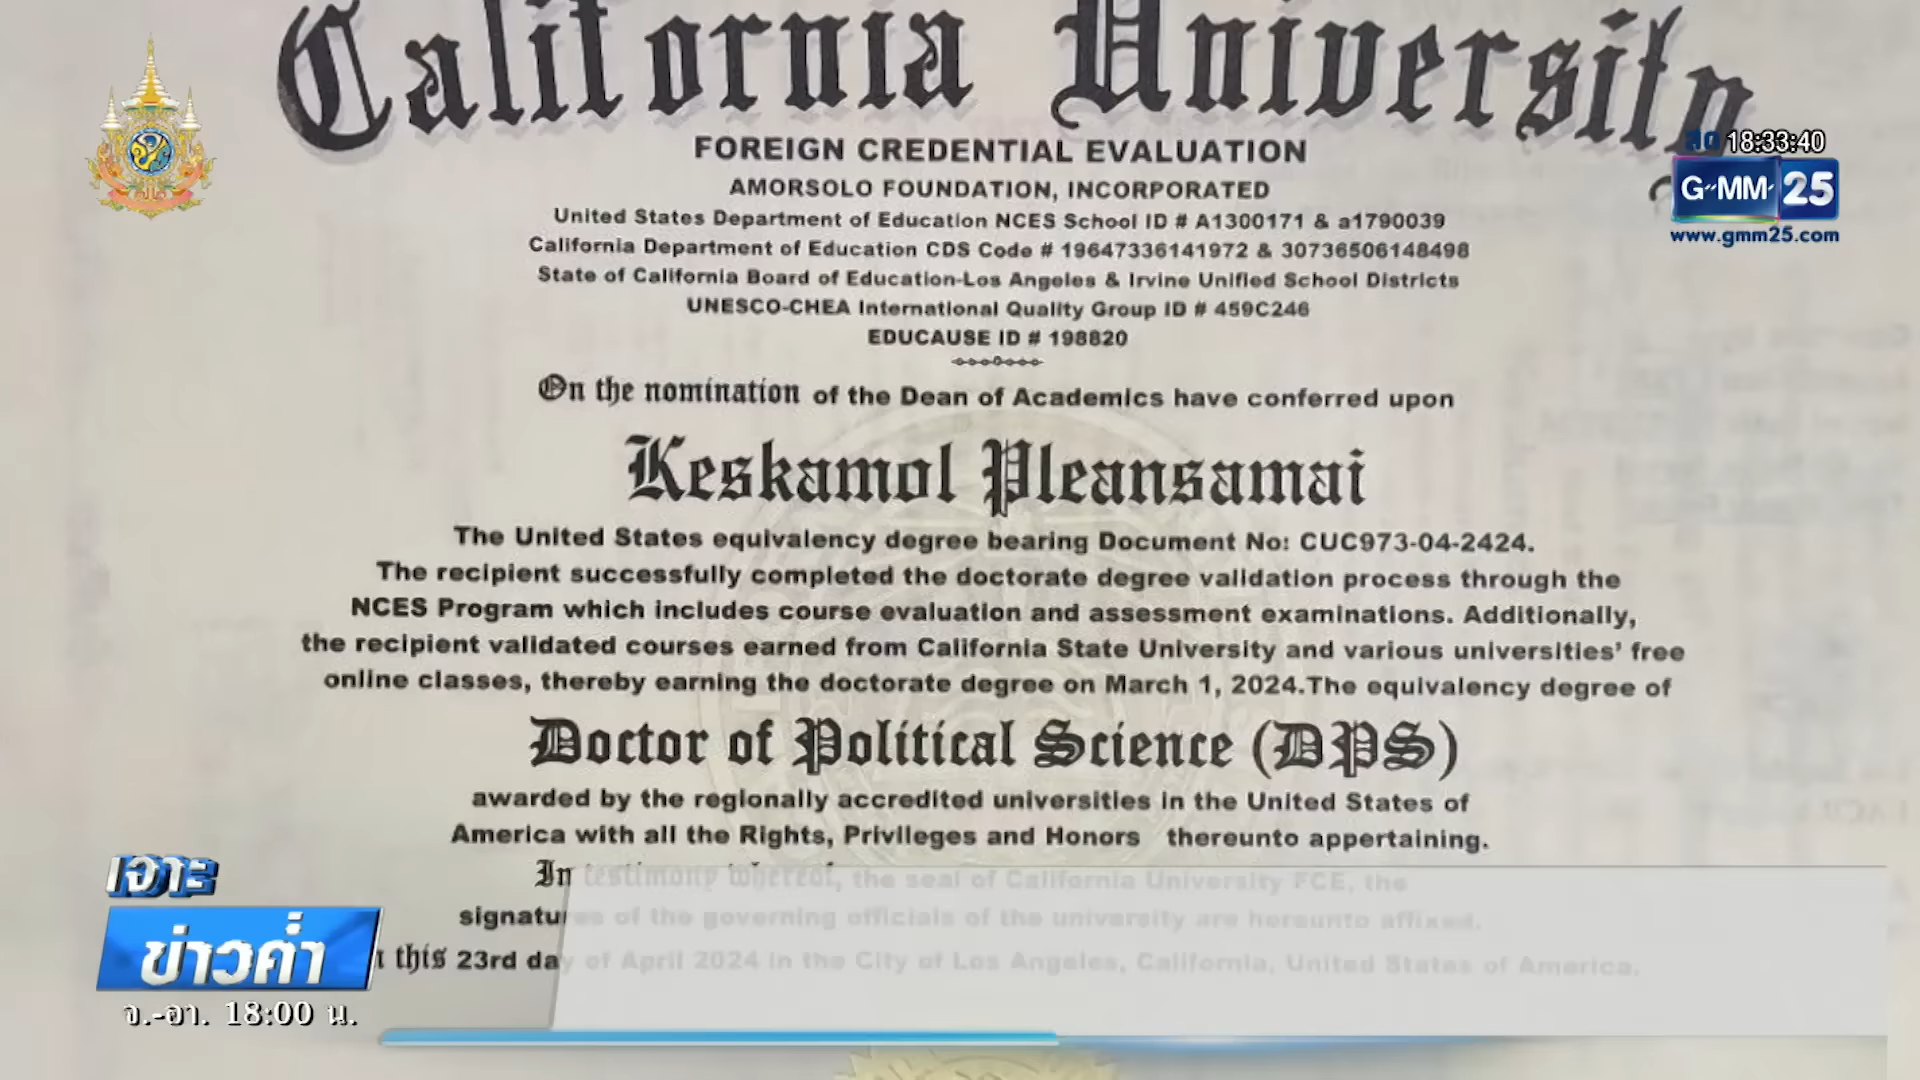 California University
FOREIGN CREDENTIAL EVALUATION
AMORSOLO FOUNDATION, INCORPORATED
United States Department of Education NCES School ID # A1300171 & a1790039
California Department of Education CDS Code # 19647336141972 & 30736506148498
State of California Board of Education-Los Angeles & Irvine Unified School Districts
UNESCO-CHEA International Quality Group ID # 459C246
EDUCAUSE ID # 198820
On the nomination of the Dean of Academics have conferred upon
Keskamol Pleansamai
The United States equivalency degree bearing Document No: CUC973-04-2424.
The recipient successfully completed the doctorate degree validation process through the
NCES Program which includes course evaluation and assessment examinations. Additionally,
the recipient validated courses earned from California State University and various universities' free
online classes, thereby earning the doctorate degree on March 1, 2024.The equivalency degree of
Doctor of Political Science (DPS)
awarded by the regionally accredited universities in the United States of
America with all the Rights, Privileges and Honors thereunto appertaining.
In testimony whereof, the seal of California University FCE, the
signatures of the governing officials of the university are hereunto affixed,
this 23rd day of April 2024 in the City of Los Angeles, California, United States of America.
สด 18:33:40
GMM 25
www.gmm25.com
เจาะ
ข่าวค่ำ
จ.-อา. 18:00 น.